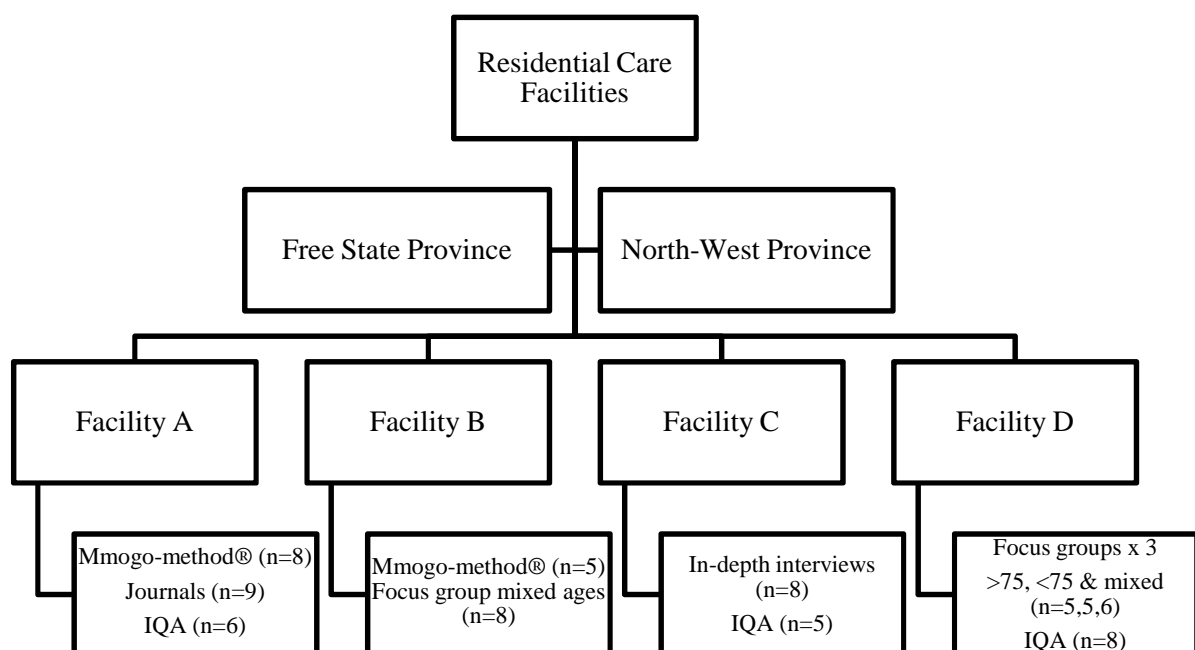 Residential Care
Facilities
Free State Province
North-West Province
Facility A
Facility B
Facility C
Facility D
Mmogo-method® (n=8)
Journals (n=9)
IQA (n=6)
Mmogo-method® (n=5)
Focus group mixed ages
(n=8)
In-depth interviews
(n=8)
IQA (n=5)
Focus groups x 3
>75, <75 & mixed
(n=5,5,6)
IQA (n=8)